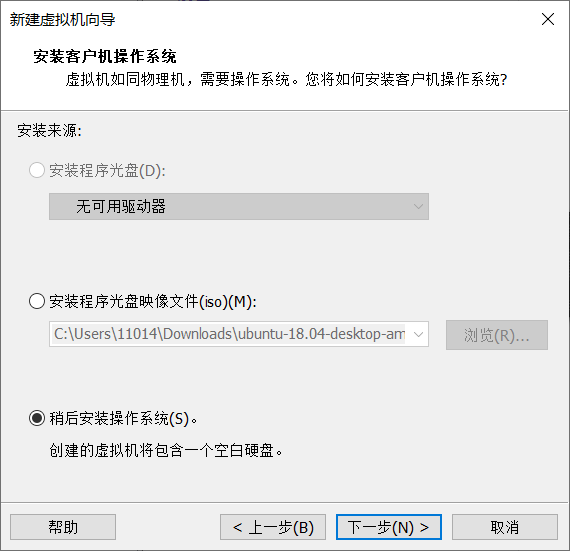 新建虚拟机向导
安装客户机操作系统
虚拟机如同物理机，需要操作系统。您将如何安装客户机操作系统?
安装来源:
安装程序光盘(D):
无可用驱动器
安装程序光盘映像文件(iso)(M):
C:\Users\11014\Downloads\ubuntu-18.04-desktop-am
浏览(R)...
稍后安装操作系统(S)。
创建的虚拟机将包含一个空白硬盘。
帮助
< 上一步(B)
下一步(N) >
取消